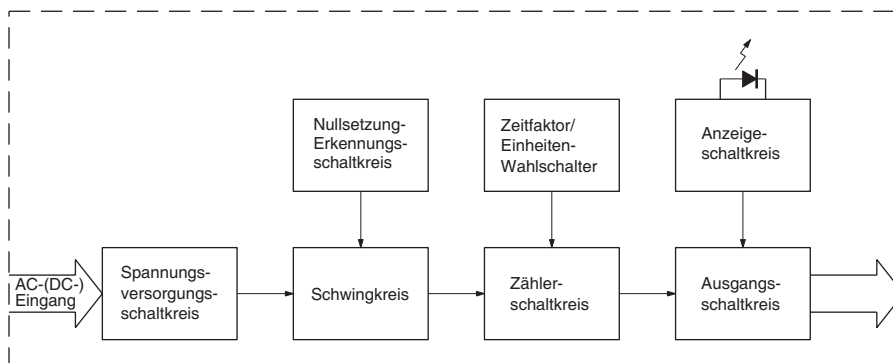 Nullsetzung-
Erkennungs-
schaltkreis
Zeitfaktor/
Einheiten-
Wahlschalter
Anzeige-
schaltkreis
AC-(DC-)
Eingang
Spannungs-
versorgungs-
schaltkreis
Schwingkreis
Zähler-
schaltkreis
Ausgangs-
schaltkreis